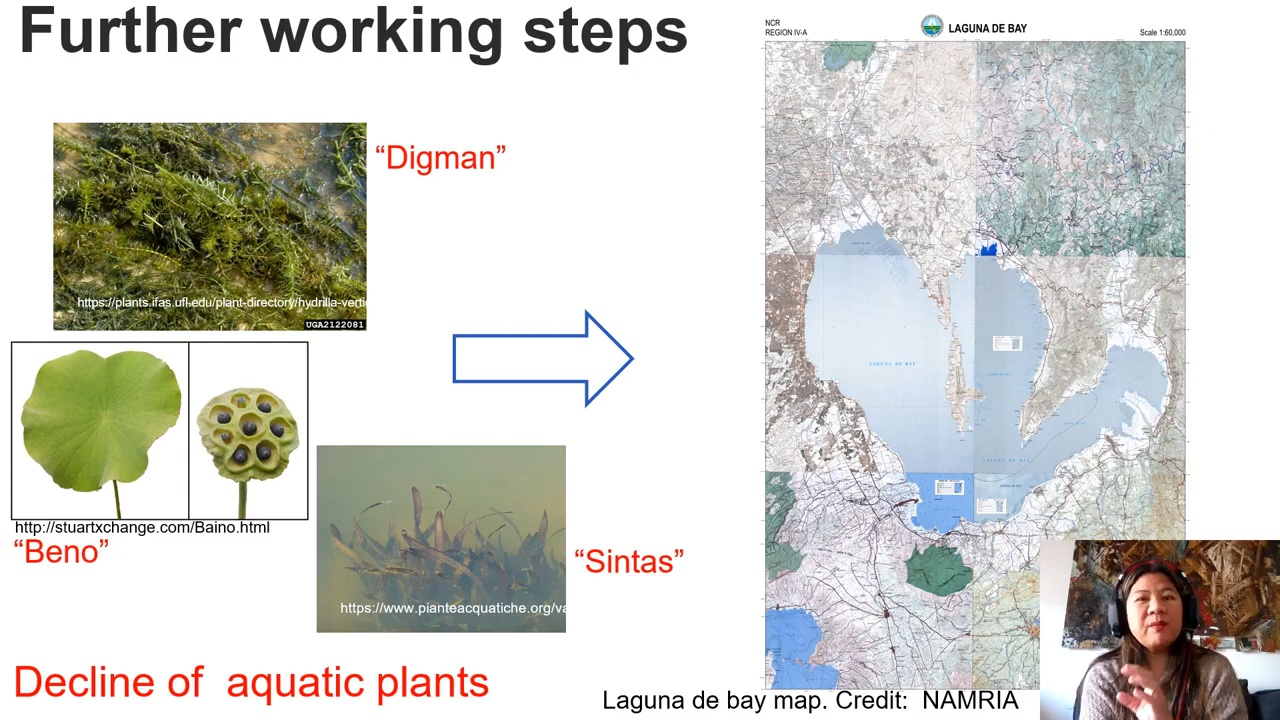 Further working steps
NCR
REGION IV-A
LAGUNA DE BAY
Scale 1:60,000
“Digman”
https://plants.ifas.ufl.edu/plant-directory/hydrilla-verti
UGA2122081
LAGUNA DE BAY
http://stuartxchange.com/Baino.html
“Beno”
“Sintas”
https://www.pianteacquatiche.org/va
Decline of aquatic plants
Laguna de bay map. Credit: NAMRIA